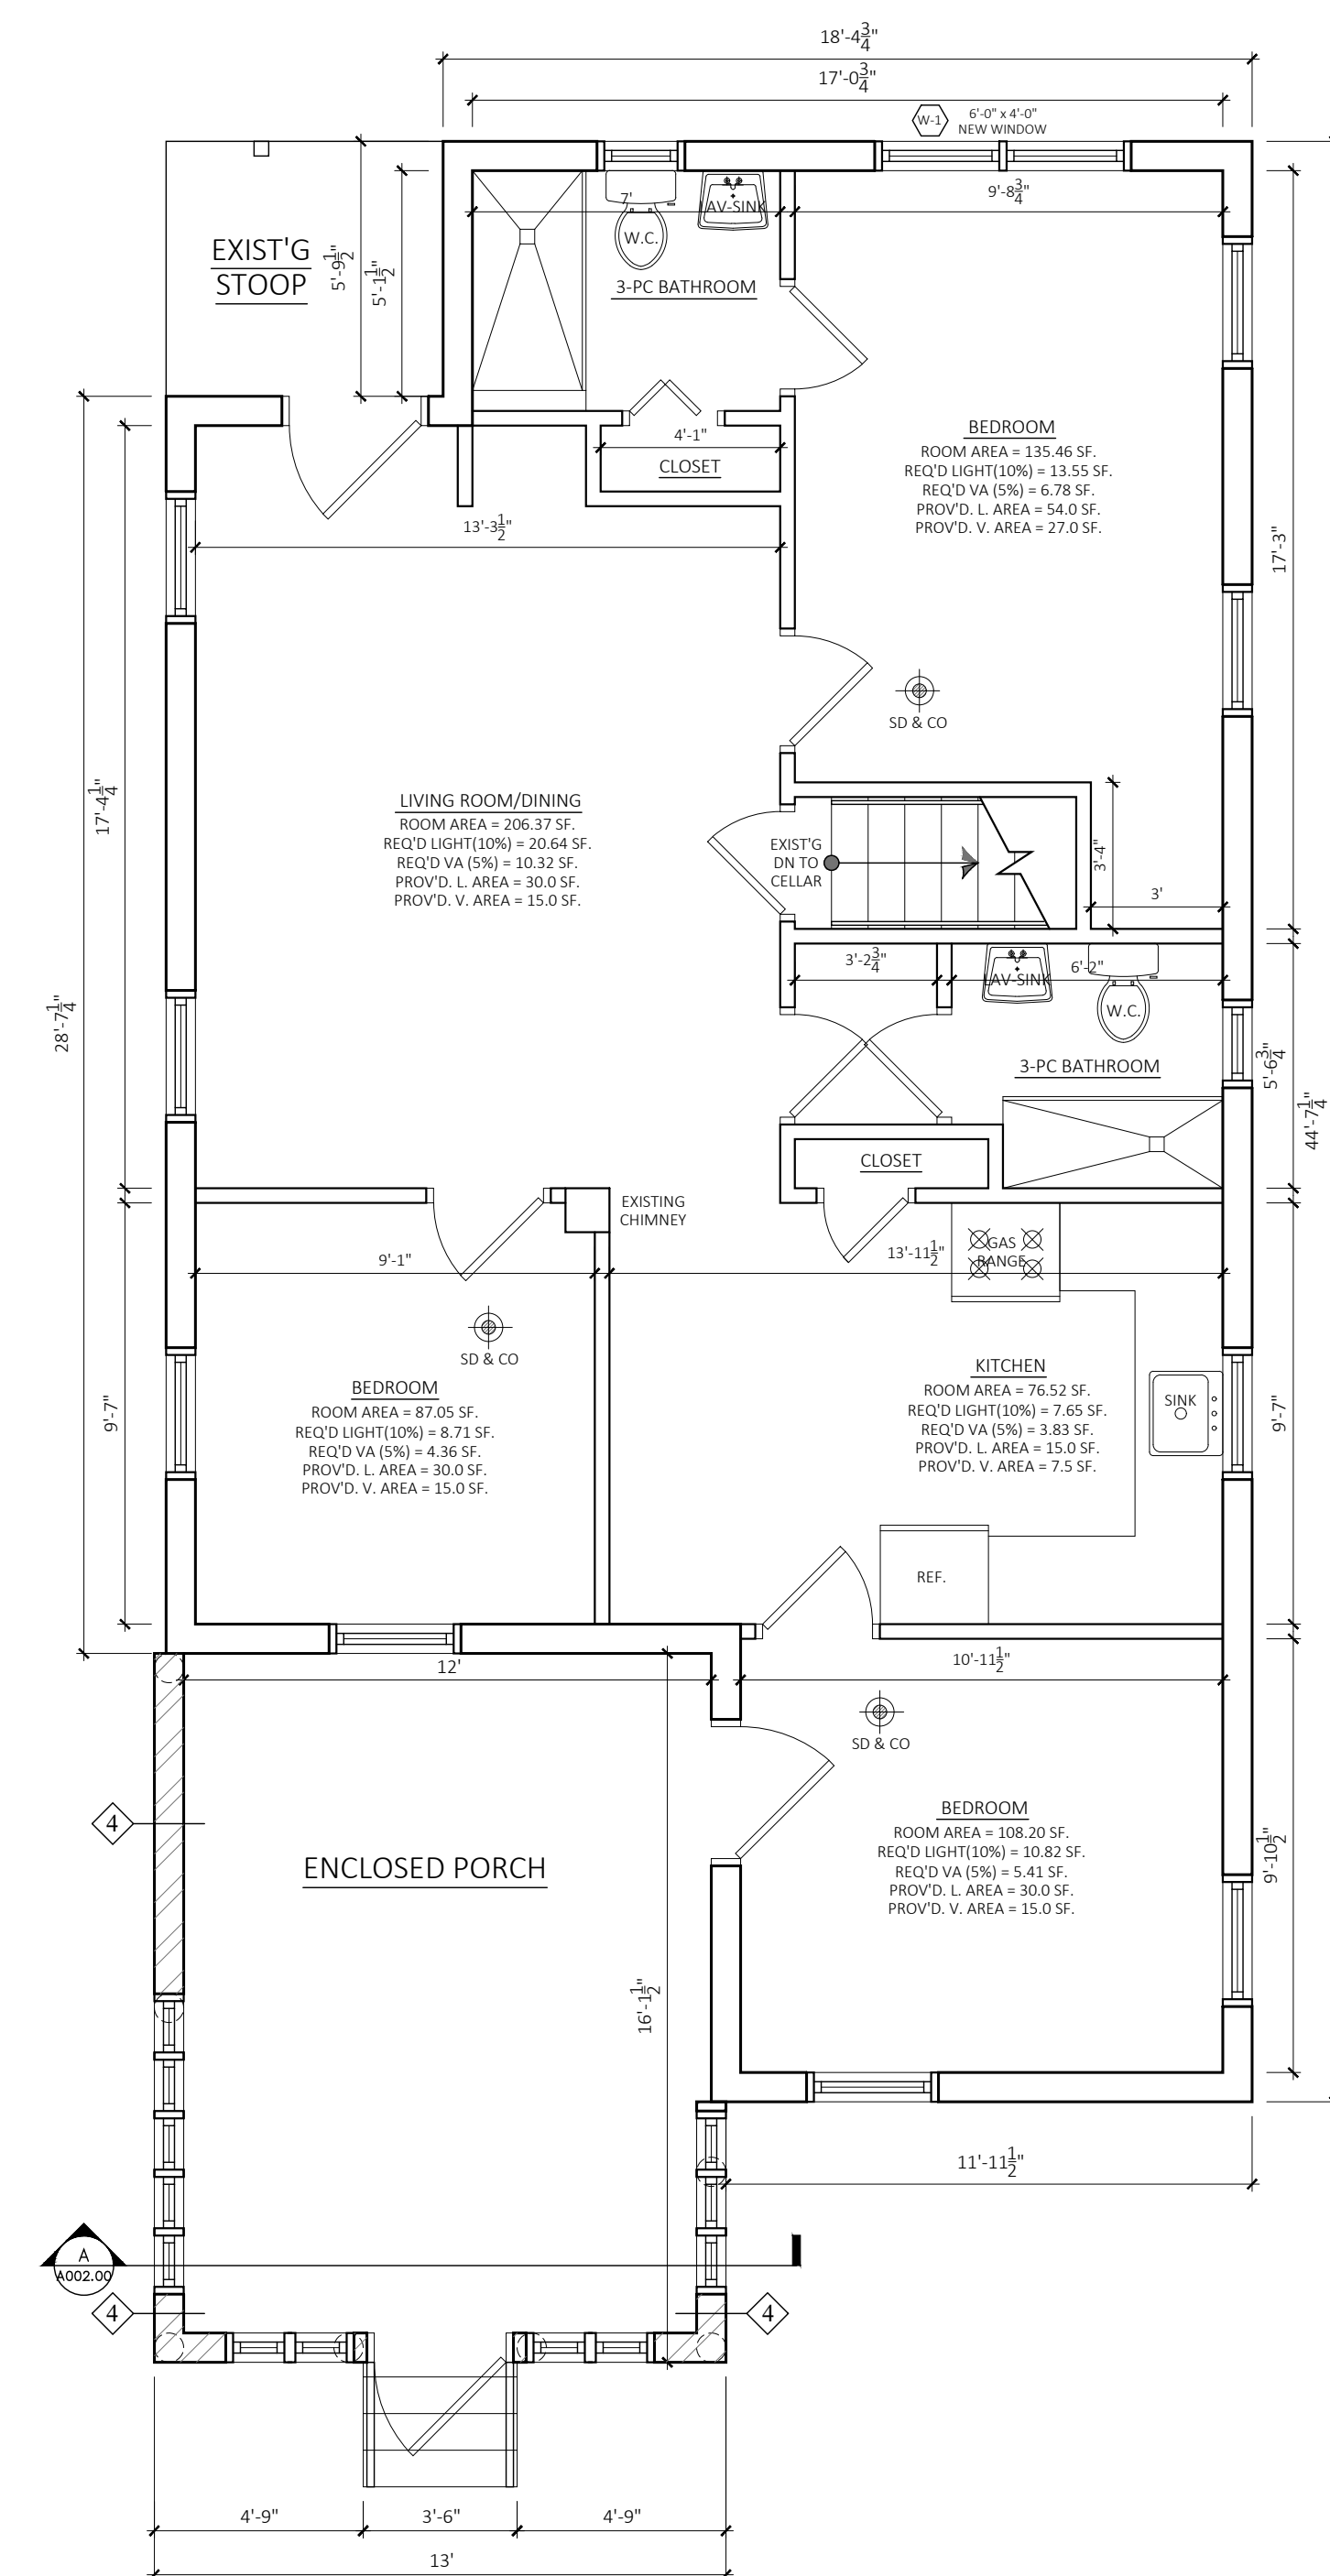 18'-4 3/4"
17'-0 3/4"
W-1
6'-0" x 4'-0"
NEW WINDOW
7'
9'-8 3/4"
LAV-SINK
W.C.
EXIST'G
STOOP
5'-9 1/2"
5'-1 1/2"
3-PC BATHROOM
4'-1"
CLOSET
BEDROOM
ROOM AREA = 135.46 SF.
REQ'D LIGHT(10%) = 13.55 SF.
REQ'D VA (5%) = 6.78 SF.
PROV'D. L. AREA = 54.0 SF.
PROV'D. V. AREA = 27.0 SF.
13'-3 1/2"
17'-3"
SD & CO
17'-4 1/4"
LIVING ROOM/DINING
ROOM AREA = 206.37 SF.
REQ'D LIGHT(10%) = 20.64 SF.
REQ'D VA (5%) = 10.32 SF.
PROV'D. L. AREA = 30.0 SF.
PROV'D. V. AREA = 15.0 SF.
EXIST'G
DN TO
CELLAR
3'-4"
3'
28'-7 1/4"
3'-2 3/4"
LAV-SINK
6'-2"
W.C.
3-PC BATHROOM
5'-6 3/4"
44'-7 1/4"
CLOSET
EXISTING
CHIMNEY
9'-1"
13'-11 1/2"
GAS
RANGE
SD & CO
9'-7"
BEDROOM
ROOM AREA = 87.05 SF.
REQ'D LIGHT(10%) = 8.71 SF.
REQ'D VA (5%) = 4.36 SF.
PROV'D. L. AREA = 30.0 SF.
PROV'D. V. AREA = 15.0 SF.
KITCHEN
ROOM AREA = 76.52 SF.
REQ'D LIGHT(10%) = 7.65 SF.
REQ'D VA (5%) = 3.83 SF.
PROV'D. L. AREA = 15.0 SF.
PROV'D. V. AREA = 7.5 SF.
SINK
9'-7"
REF.
12'
10'-11 1/2"
SD & CO
4
ENCLOSED PORCH
BEDROOM
ROOM AREA = 108.20 SF.
REQ'D LIGHT(10%) = 10.82 SF.
REQ'D VA (5%) = 5.41 SF.
PROV'D. L. AREA = 30.0 SF.
PROV'D. V. AREA = 15.0 SF.
9'-10 1/2"
16'-1 1/2"
11'-11 1/2"
A
A002.00
4
4
4'-9"
3'-6"
4'-9"
13'